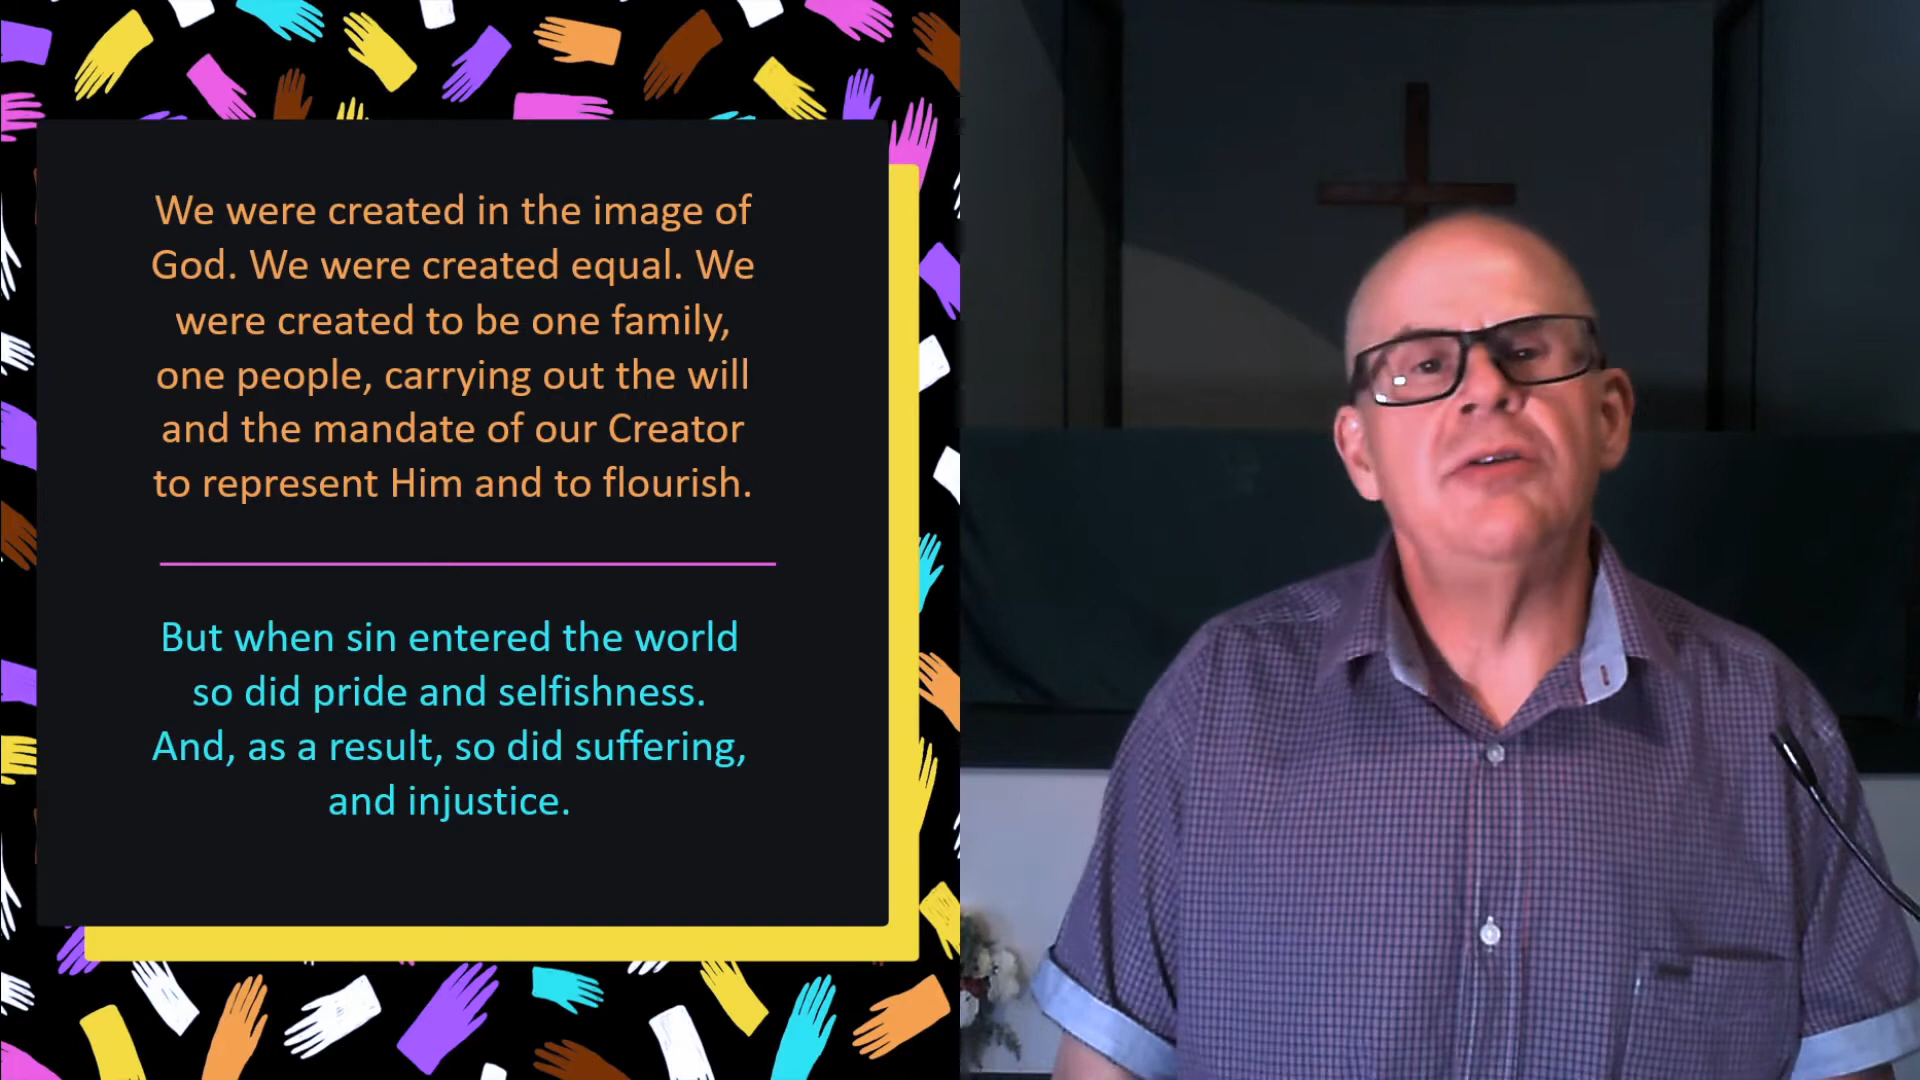 We were created in the image of
God. We were created equal. We
were created to be one family,
one people, carrying out the will
and the mandate of our Creator
to represent Him and to flourish.
But when sin entered the world
so did pride and selfishness.
And, as a result, so did suffering,
and injustice.